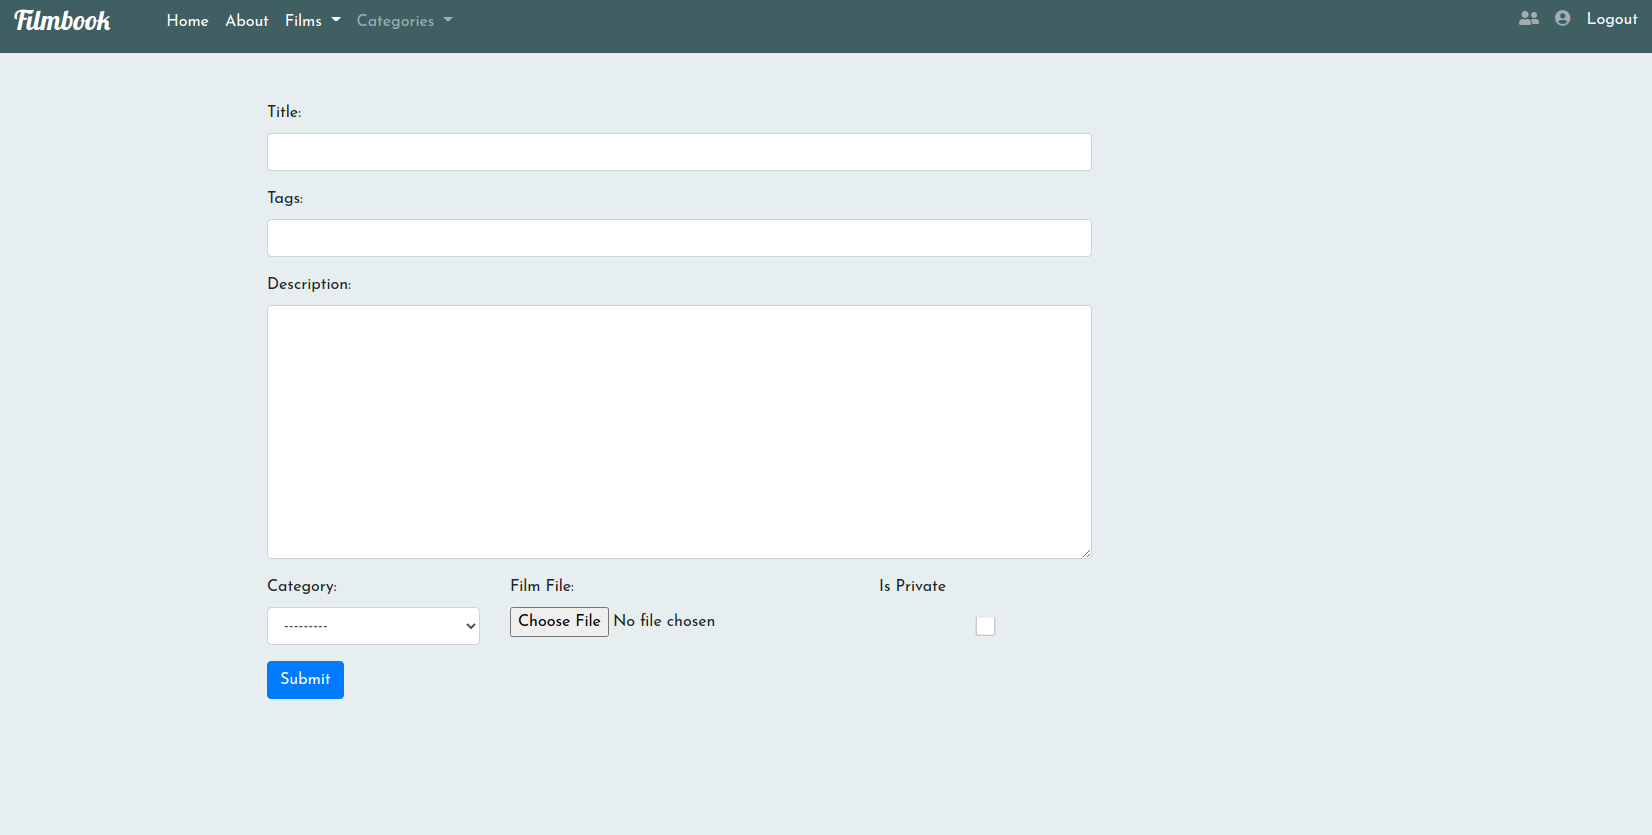 Filmbook Home About Films Categories Logout
Title:
Tags:
Description:
Category: Film File: Is Private
--------- Choose File No file chosen
Submit